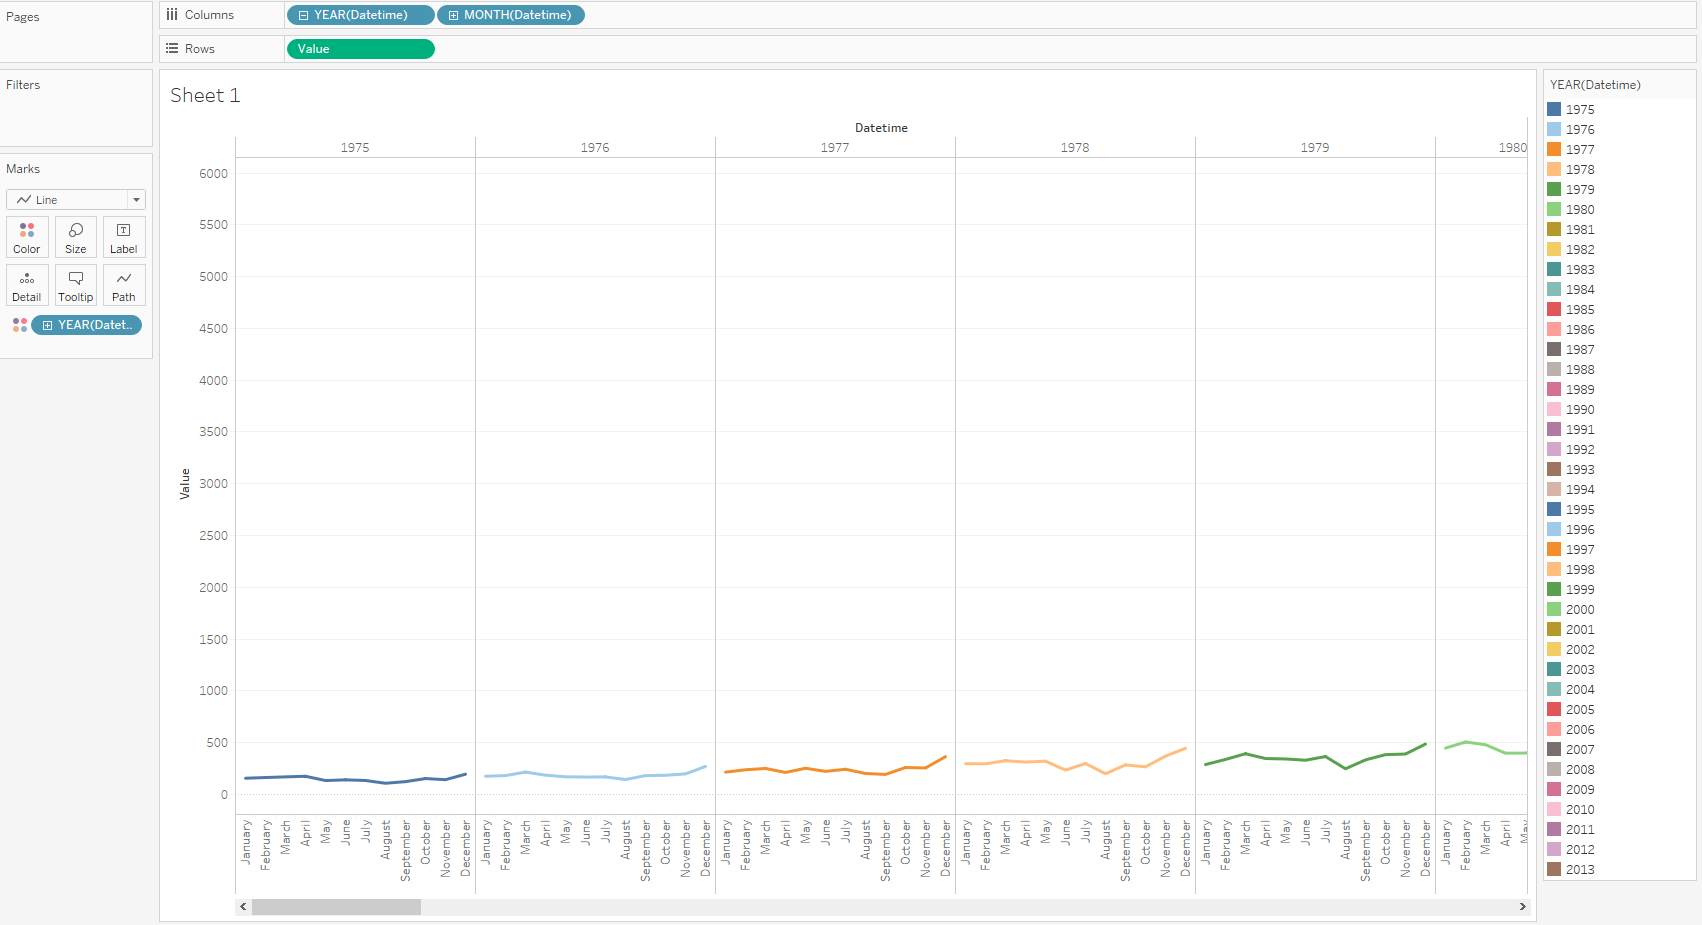 Pages
Columns
YEAR(Datetime)
MONTH(Datetime)
Rows
Value
Filters
Marks
Line
Color
Size
Label
Detail
Tooltip
Path
YEAR(Datet..
Sheet 1
Datetime
1975 1976 1977 1978 1979 1980
6000
5500
5000
4500
4000
3500
3000
2500
2000
1500
1000
500
0
Value
January February March April May June July August September October November December
January February March April May June July August September October November December
January February March April May June July August September October November December
January February March April May June July August September October November December
January February March April May June July August September October November December
January February March April May
YEAR(Datetime)
1975
1976
1977
1978
1979
1980
1981
1982
1983
1984
1985
1986
1987
1988
1989
1990
1991
1992
1993
1994
1995
1996
1997
1998
1999
2000
2001
2002
2003
2004
2005
2006
2007
2008
2009
2010
2011
2012
2013